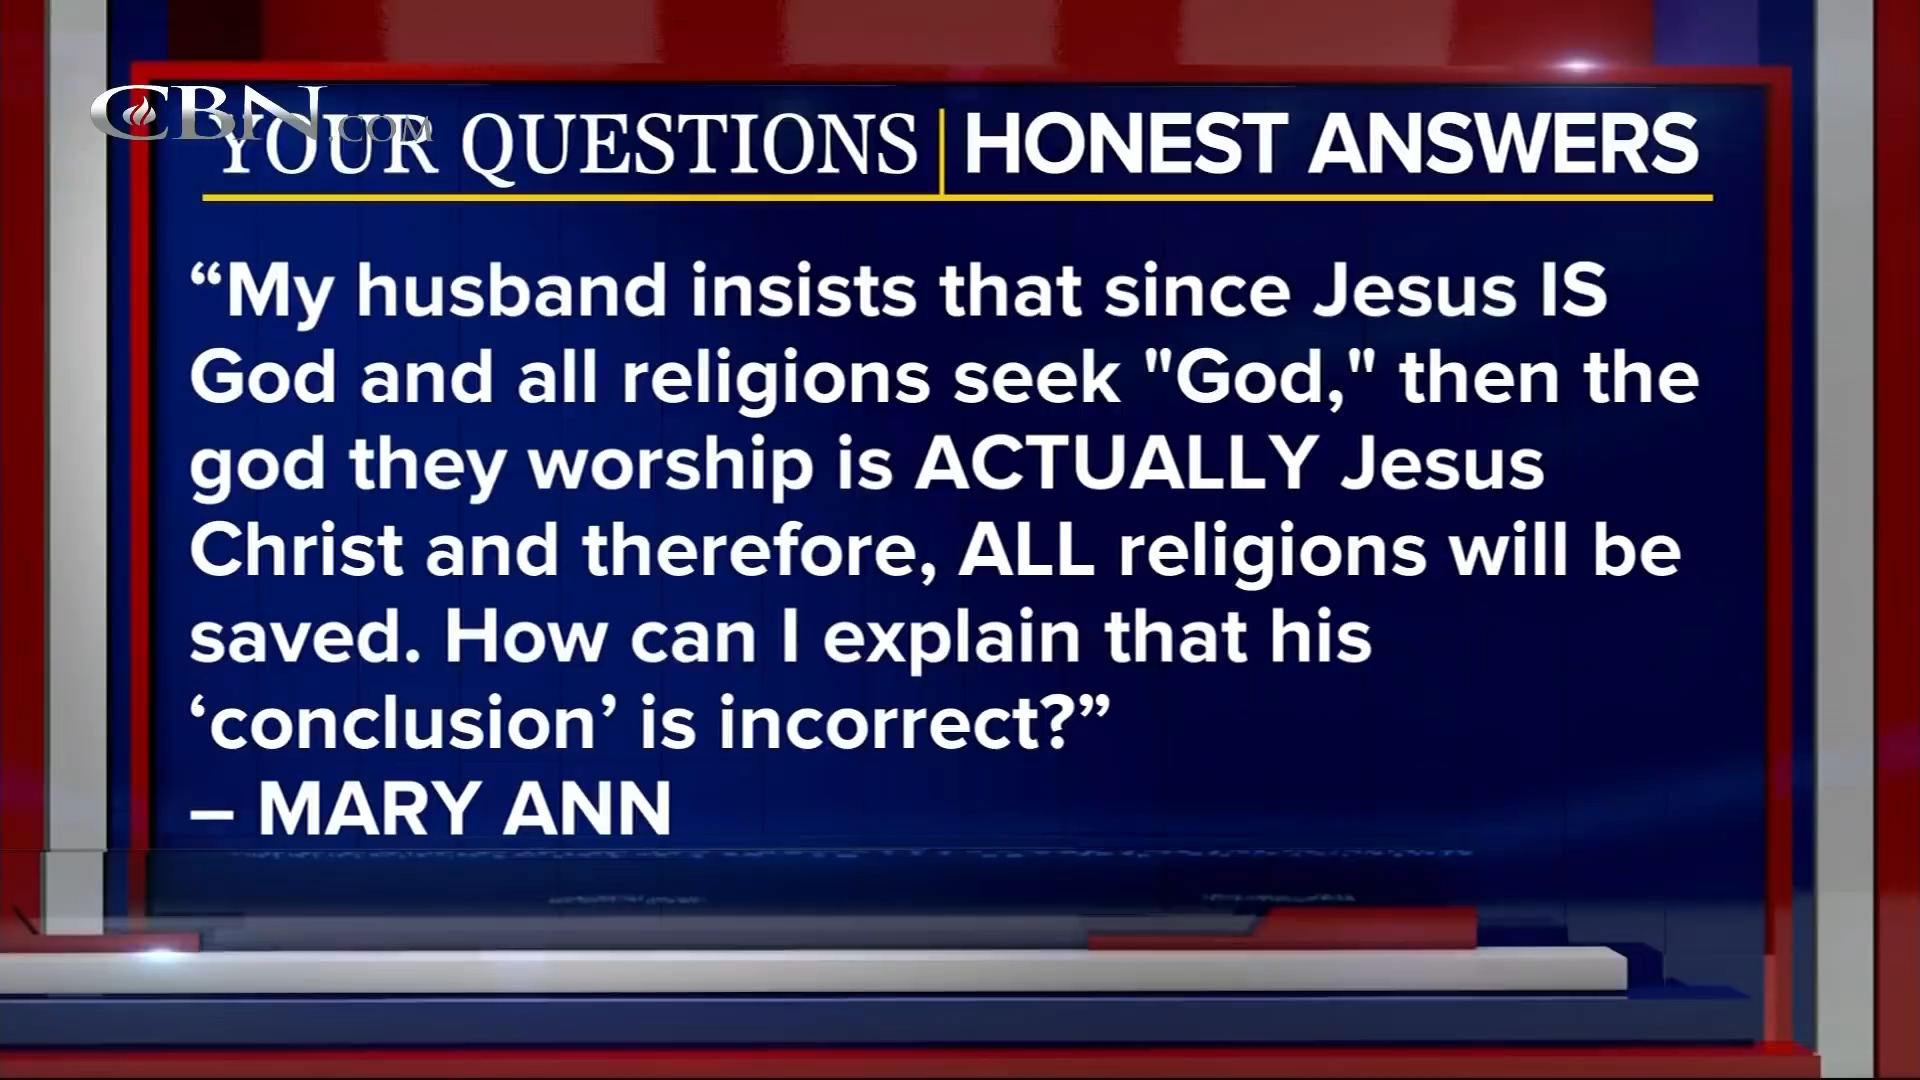 CBN.COM
YOUR QUESTIONS HONEST ANSWERS
“My husband insists that since Jesus IS
God and all religions seek "God," then the
god they worship is ACTUALLY Jesus
Christ and therefore, ALL religions will be
saved. How can I explain that his
‘conclusion’ is incorrect?”
– MARY ANN